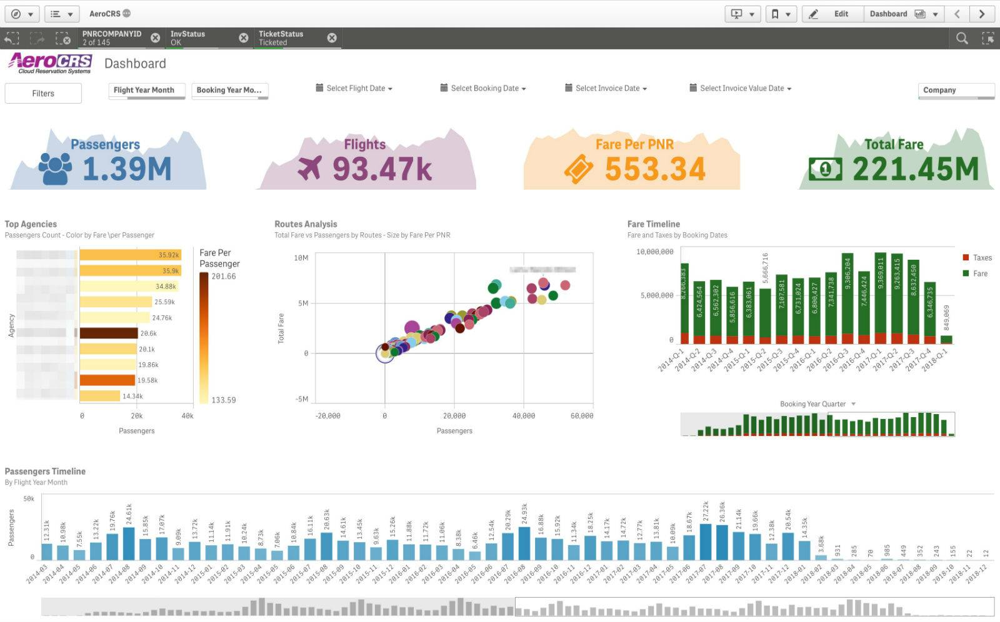 AeroCRS
Edit
Dashboard
PNRCOMPANYID
2 of 145
InvStatus
OK
TicketStatus
Ticketed
AeroCRS
Cloud Reservation Systems
Dashboard
Filters
Flight Year Month
Booking Year Mo...
Selcet Flight Date
Selcet Booking Date
Selcet Invoice Date
Select Invoice Value Date
Company
Passengers
1.39M
Flights
93.47k
Fare Per PNR
553.34
Total Fare
221.45M
Top Agencies
Passengers Count - Color by Fare \per Passenger
Agency
35.92k
35.9k
34.88k
25.59k
24.76k
20.6k
20.1k
19.86k
19.58k
14.34k
0
20k
40k
Passengers
Fare Per
Passenger
201.66
133.59
Routes Analysis
Total Fare vs Passengers by Routes - Size by Fare Per PNR
Total Fare
10M
5M
0
-5M
-20,000
0
20,000
40,000
60,000
Passengers
Fare Timeline
Fare and Taxes by Booking Dates
10,000,000
5,000,000
0
8,266,383
6,424,564
6,562,302
5,856,616
6,383,061
5,666,716
7,107,581
6,731,024
6,800,427
7,341,738
9,306,204
7,446,424
9,369,011
9,263,415
8,632,450
6,346,735
849,069
2014-Q-1
2014-Q-2
2014-Q-3
2014-Q-4
2015-Q-1
2015-Q-2
2015-Q-3
2015-Q-4
2016-Q-1
2016-Q-2
2016-Q-3
2016-Q-4
2017-Q-1
2017-Q-2
2017-Q-3
2017-Q-4
2018-Q-1
Taxes
Fare
Booking Year Quarter
Passengers Timeline
By Flight Year Month
Passengers
50k
0
12.31k
10.98k
7.55k
13.22k
19.76k
24.61k
15.85k
17.07k
9.09k
13.72k
11.14k
11.91k
10.24k
8.73k
7.06k
10.84k
16.11k
20.63k
14.61k
13.45k
9.63k
15.26k
11.88k
11.72k
11.06k
8.38k
6.46k
12.54k
20.29k
24.93k
16.88k
15.92k
11.34k
18.25k
14.17k
14.72k
12.77k
13.81k
10.09k
18.67k
27.22k
26.36k
21.14k
19.66k
12.38k
20.54k
14.35k
3.68k
931
285
70
985
449
352
243
155
22
12
2014-03
2014-04
2014-05
2014-06
2014-07
2014-08
2014-09
2014-10
2014-11
2014-12
2015-01
2015-02
2015-03
2015-04
2015-05
2015-06
2015-07
2015-08
2015-09
2015-10
2015-11
2015-12
2016-01
2016-02
2016-03
2016-04
2016-05
2016-06
2016-07
2016-08
2016-09
2016-10
2016-11
2016-12
2017-01
2017-02
2017-03
2017-04
2017-05
2017-06
2017-07
2017-08
2017-09
2017-10
2017-11
2017-12
2018-01
2018-02
2018-03
2018-04
2018-05
2018-06
2018-07
2018-08
2018-09
2018-10
2018-11
2018-12